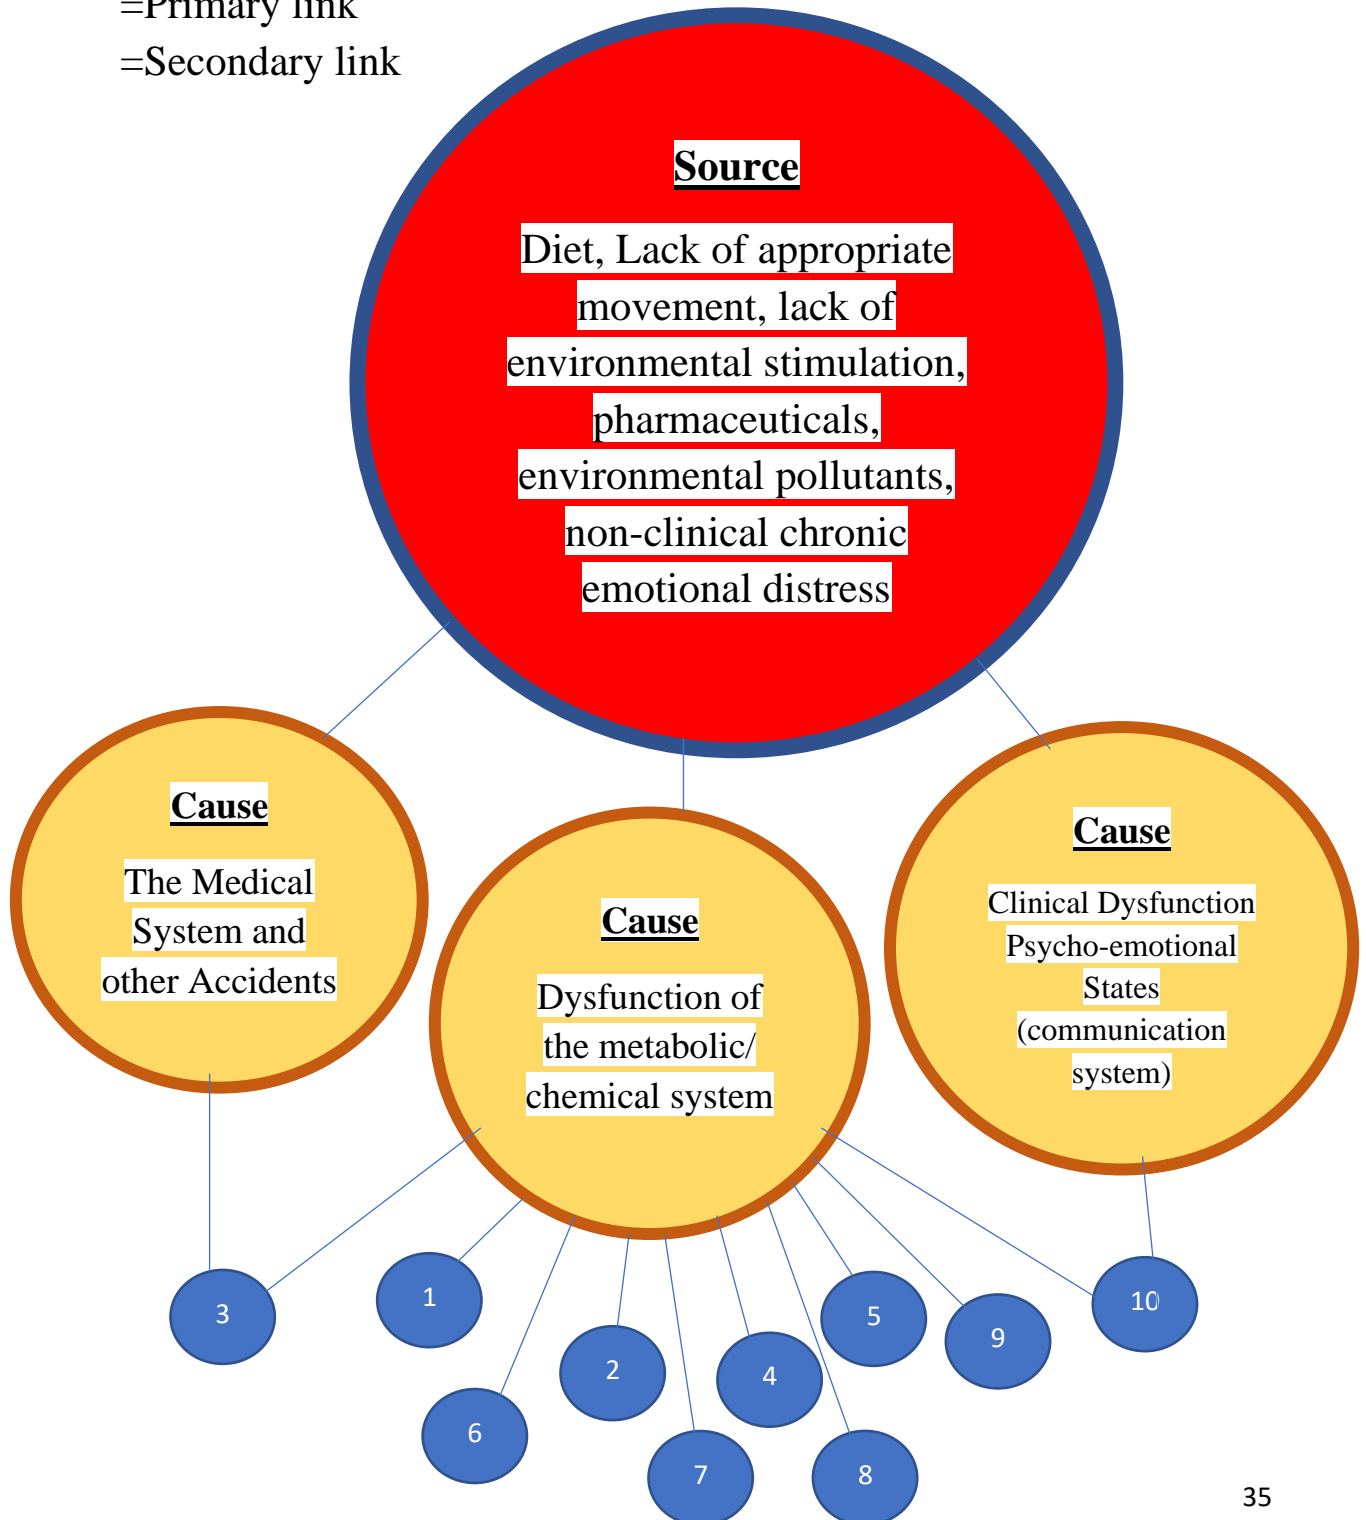 =Primary link
=Secondary link
Source
Diet, Lack of appropriate
movement, lack of
environmental stimulation,
pharmaceuticals,
environmental pollutants,
non-clinical chronic
emotional distress
Cause
The Medical
System and
other Accidents
Cause
Dysfunction of
the metabolic/
chemical system
Cause
Clinical Dysfunction
Psycho-emotional
States
(communication
system)
3
1
6
2
7
4
8
5
9
10
35